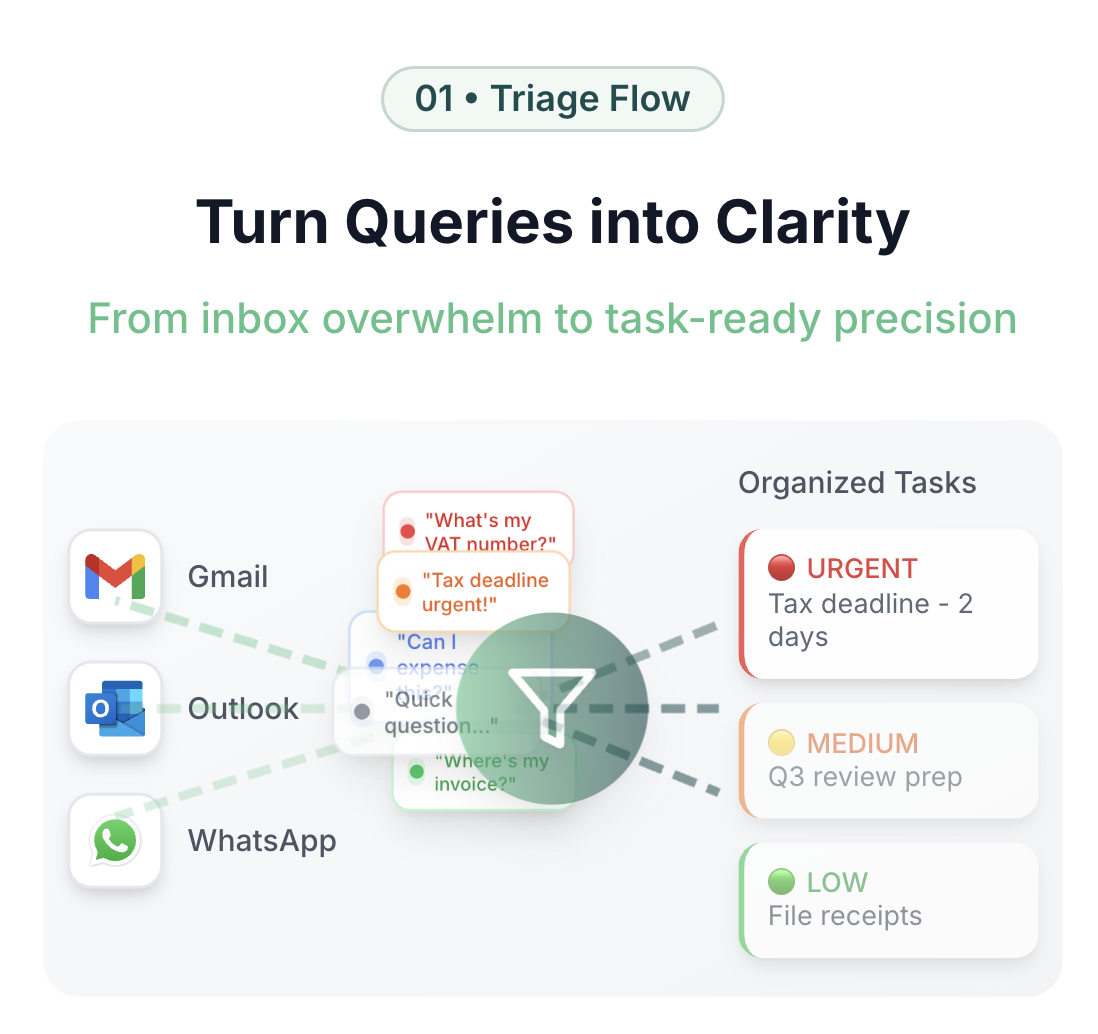 01 • Triage Flow
Turn Queries into Clarity
From inbox overwhelm to task-ready precision
Gmail
Outlook
WhatsApp
"What's my
VAT number?"
"Tax deadline
urgent!"
"Can I
expense
this?"
"Quick
question..."
"Where's my
invoice?"
Organized Tasks
URGENT
Tax deadline - 2
days
MEDIUM
Q3 review prep
LOW
File receipts